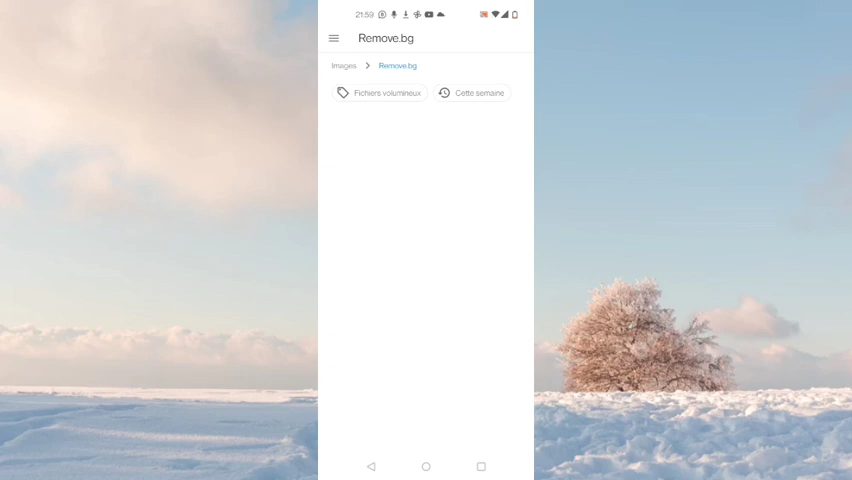 21:59
Remove.bg
Images > Remove.bg
Fichiers volumineux Cette semaine